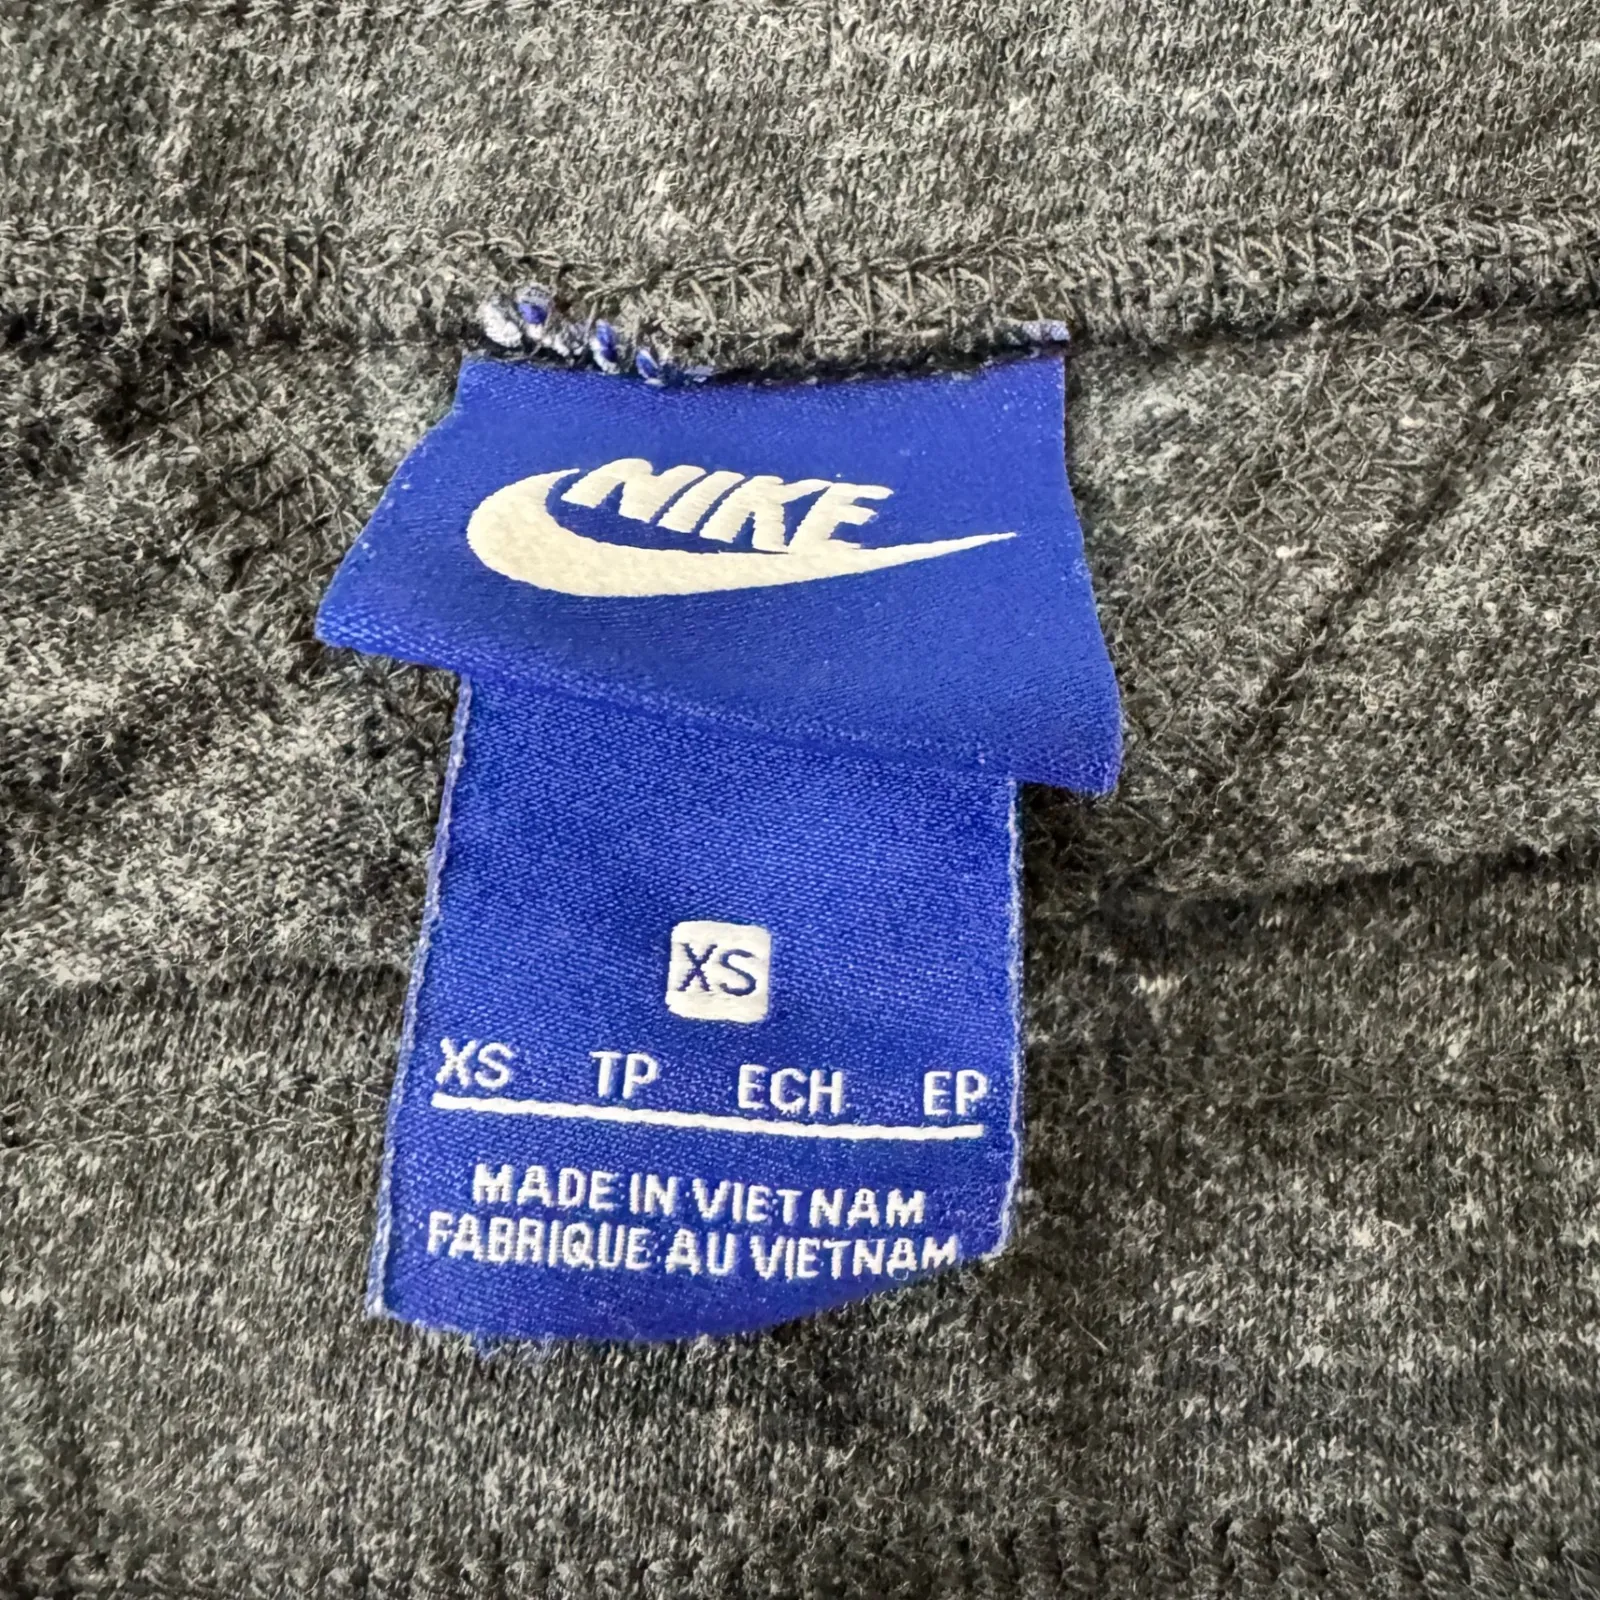 NIKE
XS
XS TP ECH EP
MADE IN VIETNAM
FABRIQUE AU VIETNAM